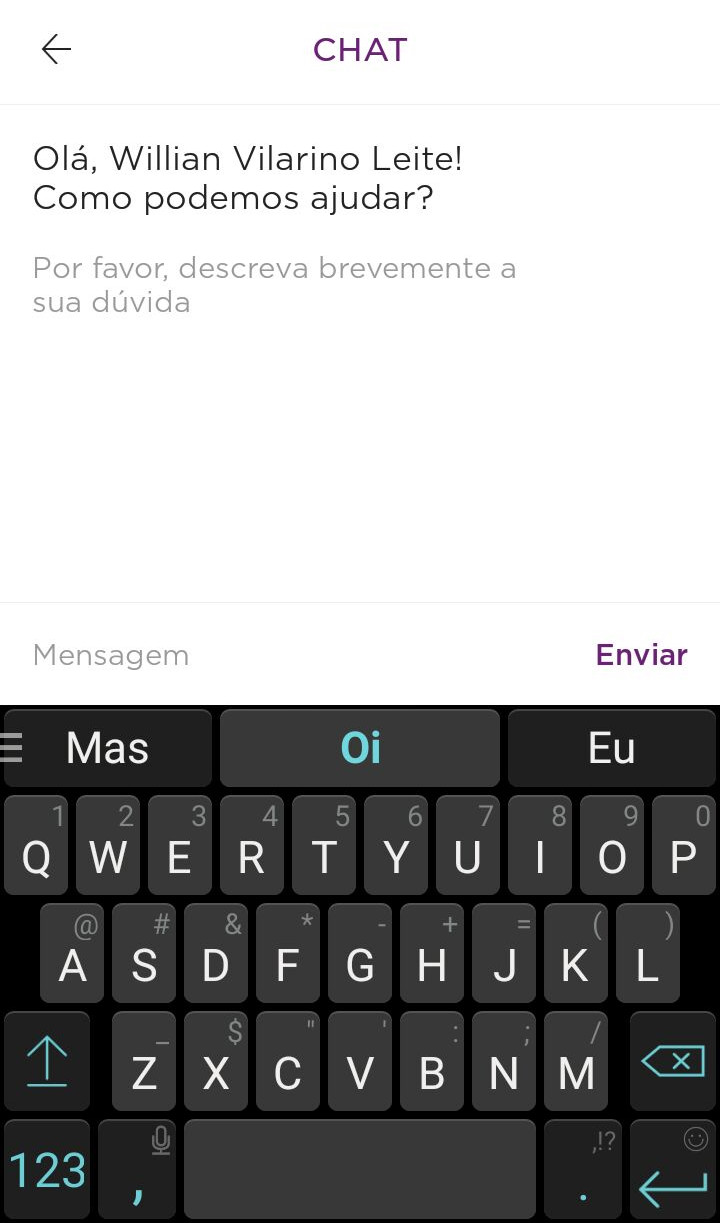 CHAT
Olá, Willian Vilarino Leite!
Como podemos ajudar?
Por favor, descreva brevemente a
sua dúvida
Mensagem Enviar
Mas Oi Eu
1 2 3 4 5 6 7 8 9 0
Q W E R T Y U I O P
@ # & * - + = ( )
A S D F G H J K L
_ $ " ' : ; /
Z X C V B N M
,!?
123 , .